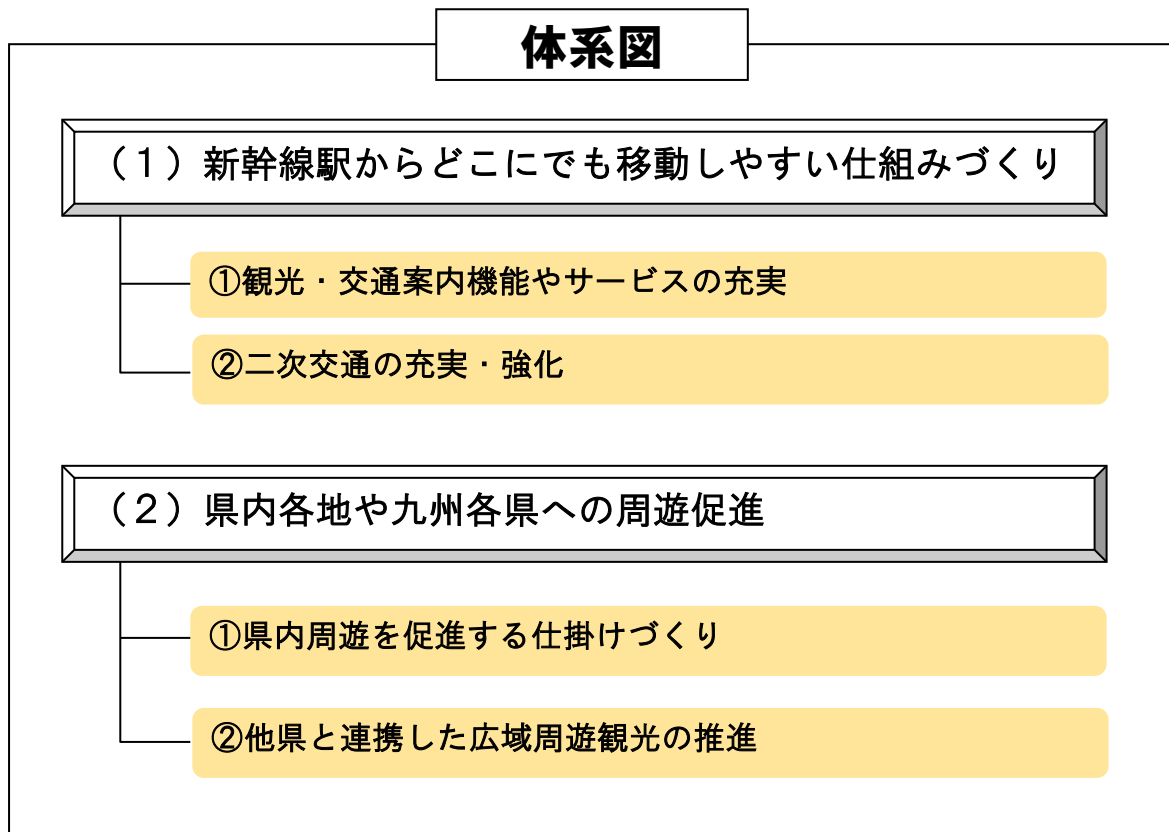 体系図
（１）新幹線駅からどこにでも移動しやすい仕組みづくり
①観光・交通案内機能やサービスの充実
②二次交通の充実・強化
（２）県内各地や九州各県への周遊促進
①県内周遊を促進する仕掛けづくり
②他県と連携した広域周遊観光の推進